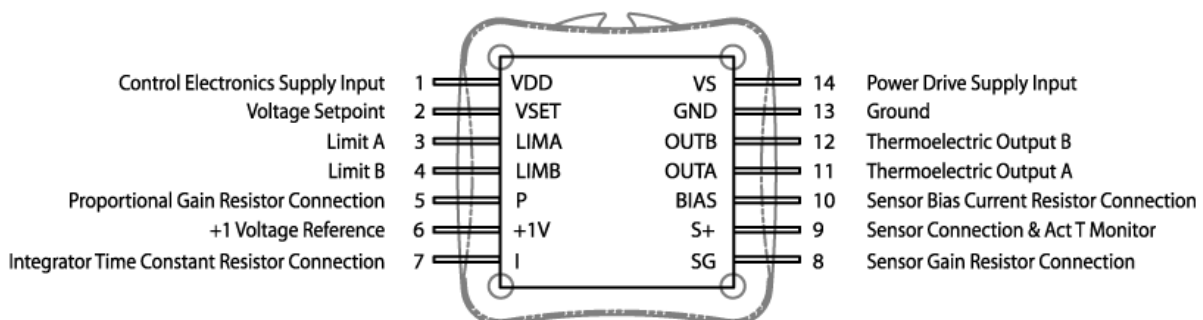 Control Electronics Supply Input 1 VDD VS 14 Power Drive Supply Input
Voltage Setpoint 2 VSET GND 13 Ground
Limit A 3 LIMA OUTB 12 Thermoelectric Output B
Limit B 4 LIMB OUTA 11 Thermoelectric Output A
Proportional Gain Resistor Connection 5 P BIAS 10 Sensor Bias Current Resistor Connection
+1 Voltage Reference 6 +1V S+ 9 Sensor Connection & Act T Monitor
Integrator Time Constant Resistor Connection 7 I SG 8 Sensor Gain Resistor Connection